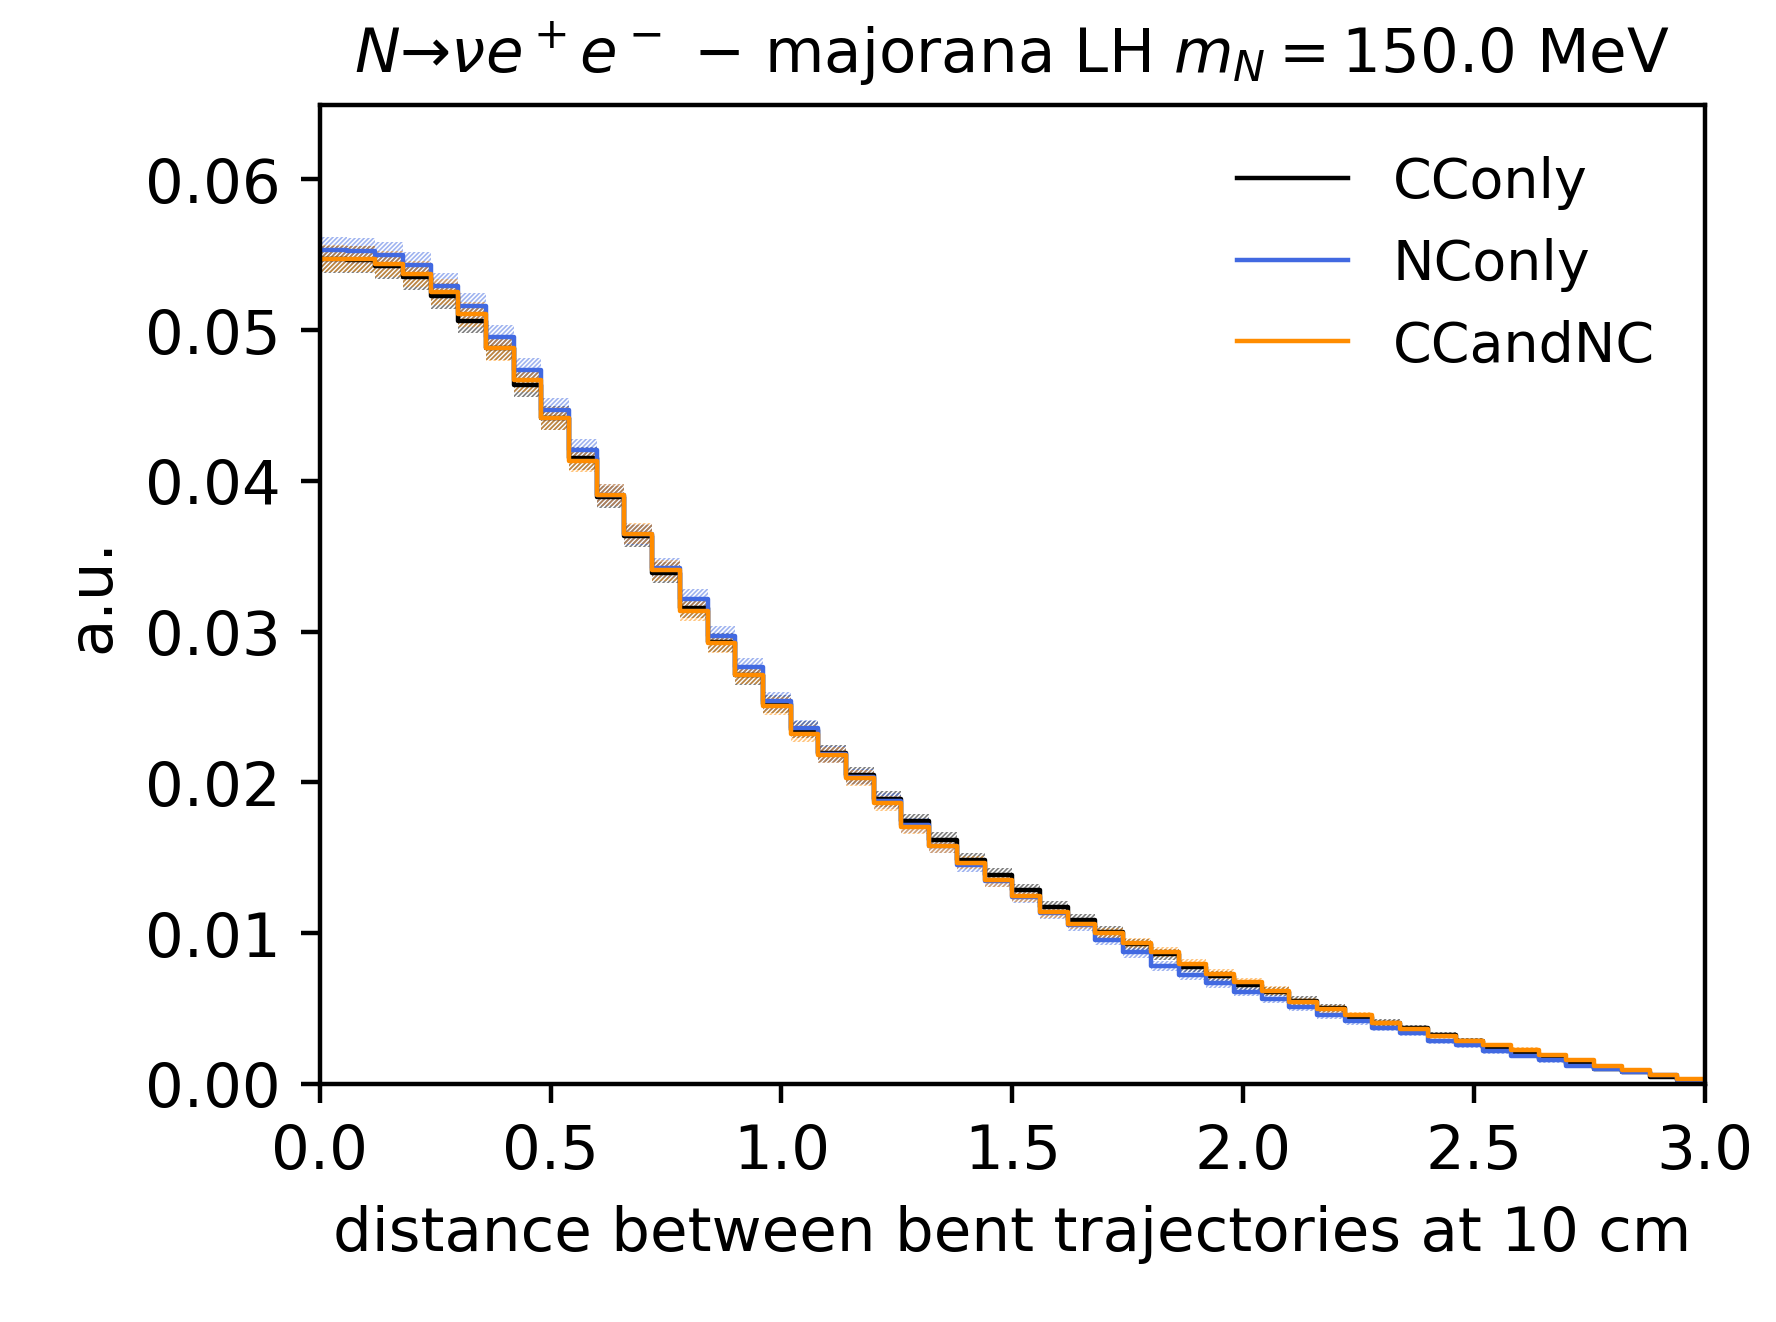 N→νe⁺e⁻ − majorana LH m_N = 150.0 MeV
0.06
0.05
0.04
0.03
0.02
0.01
0.00
a.u.
CConly
NConly
CCandNC
0.0 0.5 1.0 1.5 2.0 2.5 3.0
distance between bent trajectories at 10 cm